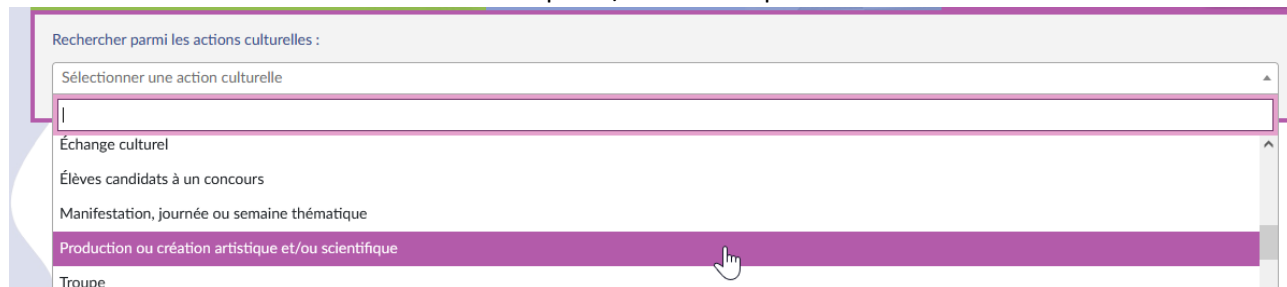 Rechercher parmi les actions culturelles :
Sélectionner une action culturelle
Échange culturel
Élèves candidats à un concours
Manifestation, journée ou semaine thématique
Production ou création artistique et/ou scientifique
Troupe